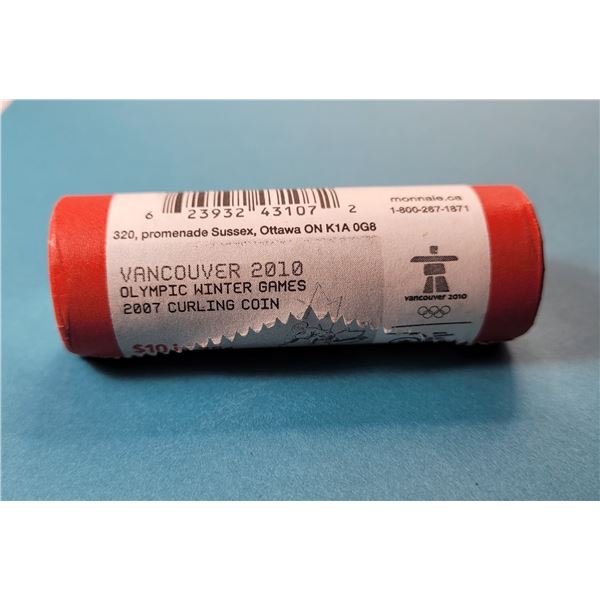 6 23932 43107 2
monnaie.ca
1-800-267-1871
320, promenade Sussex, Ottawa ON K1A 0G8
VANCOUVER 2010
OLYMPIC WINTER GAMES
2007 CURLING COIN
vancouver 2010
$10